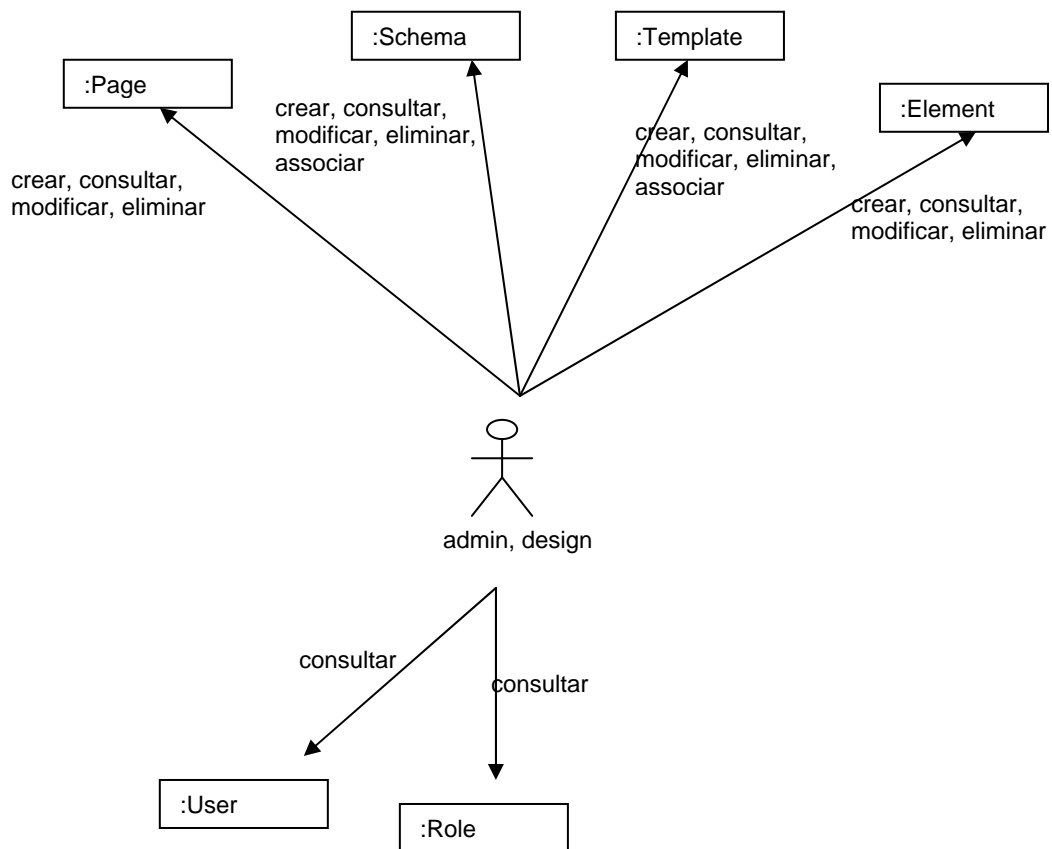 :Schema
:Template
:Page
:Element
crear, consultar,
modificar, eliminar,
associar
crear, consultar,
modificar, eliminar,
associar
crear, consultar,
modificar, eliminar
crear, consultar,
modificar, eliminar
admin, design
consultar
consultar
:User
:Role